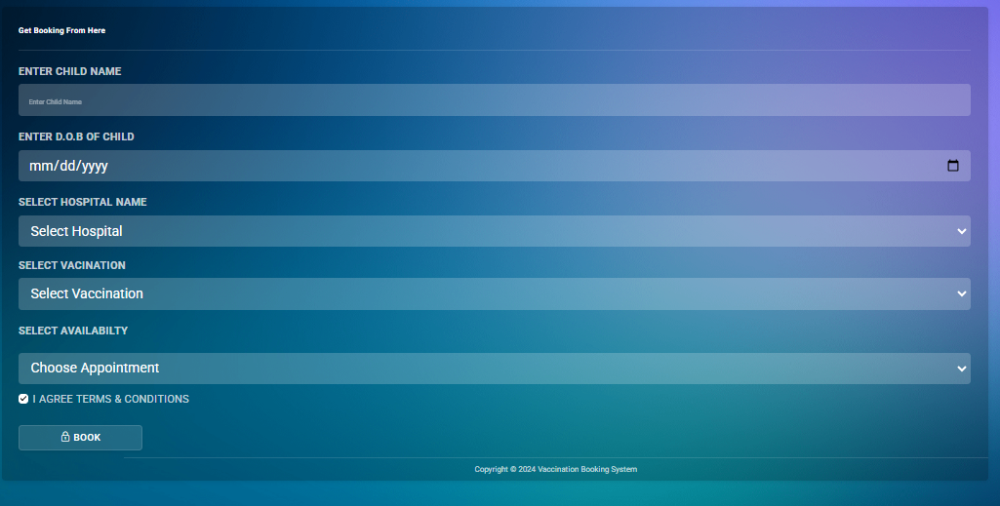 Get Booking From Here
ENTER CHILD NAME
Enter Child Name
ENTER D.O.B OF CHILD
mm/dd/yyyy
SELECT HOSPITAL NAME
Select Hospital
SELECT VACINATION
Select Vaccination
SELECT AVAILABILTY
Choose Appointment
I AGREE TERMS & CONDITIONS
BOOK
Copyright © 2024 Vaccination Booking System